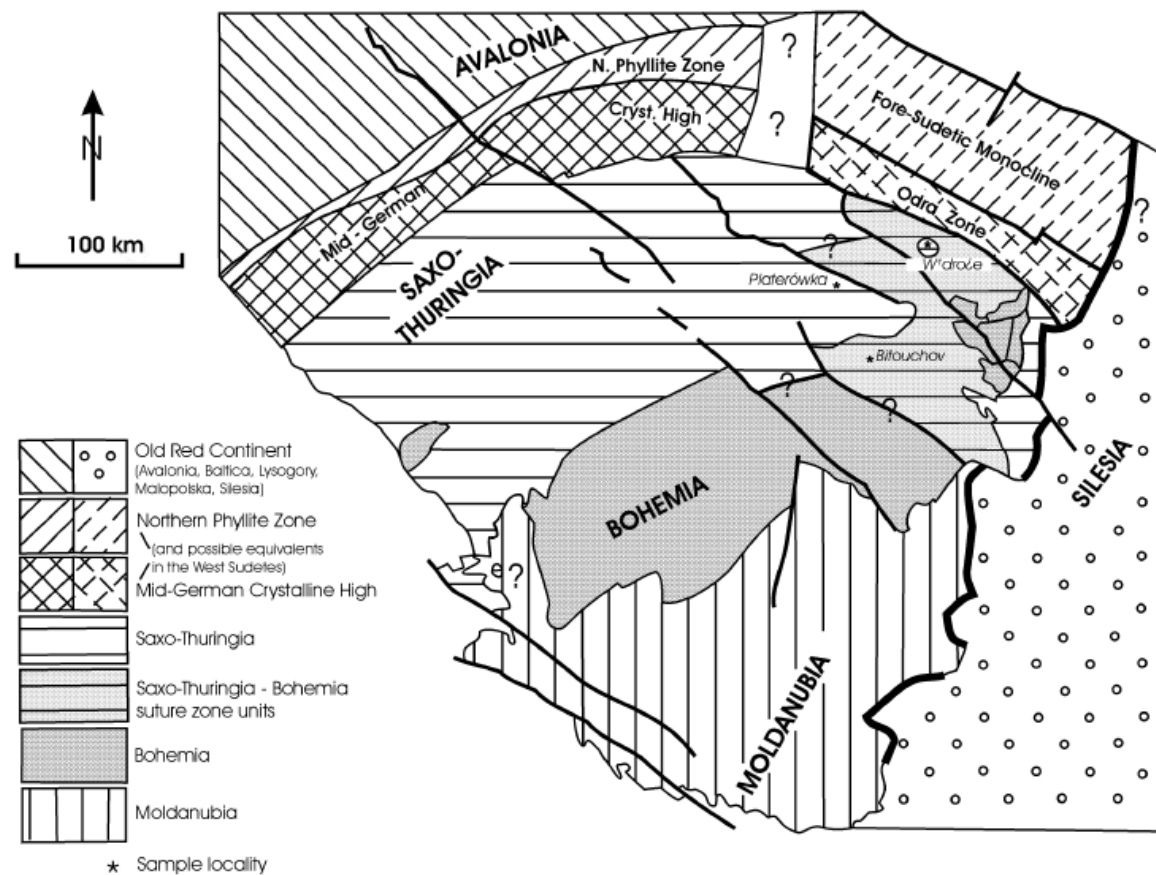 AVALONIA
N. Phyllite Zone
?
Cryst. High
?
Fore-Sudetic Monocline
N
Mid - German
Odra Zone
?
100 km
SAXO-
THURINGIA
?
Platerówka
*
*
Bitouchov
?
?
BOHEMIA
SILESIA
e ?
MOLDANUBIA
Old Red Continent
(Avalonia, Baltica, Lysogory,
Malopolska, Silesia)
Northern Phyllite Zone
(and possible equivalents
in the West Sudetes)
Mid-German Crystalline High
Saxo-Thuringia
Saxo-Thuringia - Bohemia
suture zone units
Bohemia
Moldanubia
* Sample locality